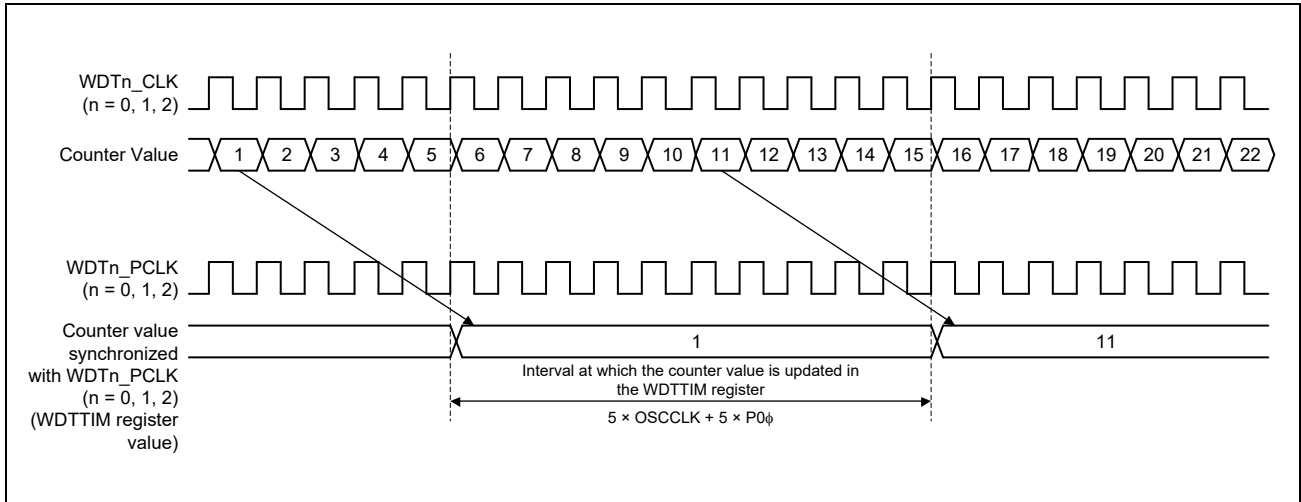 WDTn_CLK
(n = 0, 1, 2)
Counter Value
1 2 3 4 5 6 7 8 9 10 11 12 13 14 15 16 17 18 19 20 21 22
WDTn_PCLK
(n = 0, 1, 2)
Counter value
synchronized
with WDTn_PCLK
(n = 0, 1, 2)
(WDTTIM register
value)
1 11
Interval at which the counter value is updated in
the WDTTIM register
5 × OSCCLK + 5 × P0ϕ